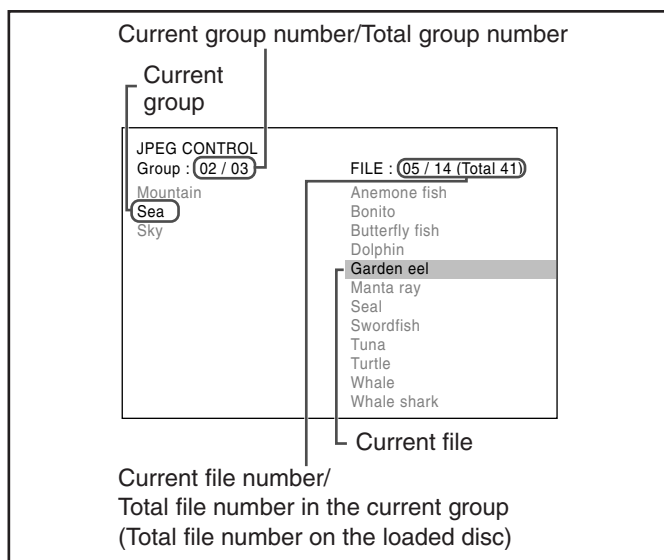 Current group number/Total group number
Current
group
JPEG CONTROL
Group : 02 / 03
Mountain
Sea
Sky
FILE : 05 / 14 (Total 41)
Anemone fish
Bonito
Butterfly fish
Dolphin
Garden eel
Manta ray
Seal
Swordfish
Tuna
Turtle
Whale
Whale shark
Current file
Current file number/
Total file number in the current group
(Total file number on the loaded disc)